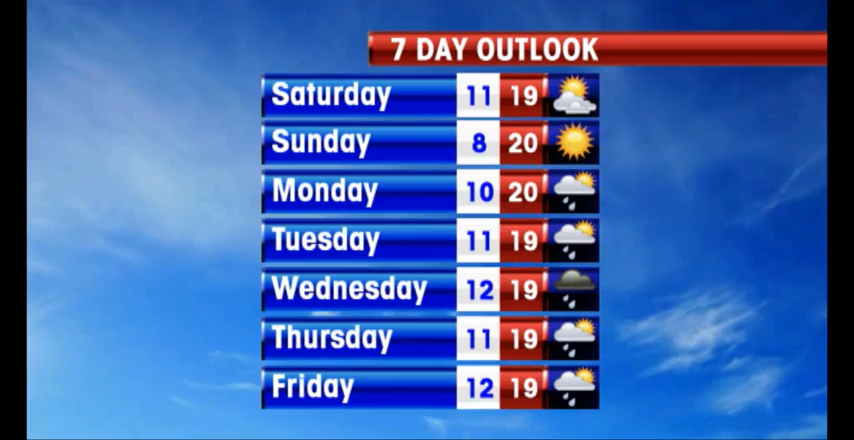 7 DAY OUTLOOK
Saturday 11 19
Sunday 8 20
Monday 10 20
Tuesday 11 19
Wednesday 12 19
Thursday 11 19
Friday 12 19